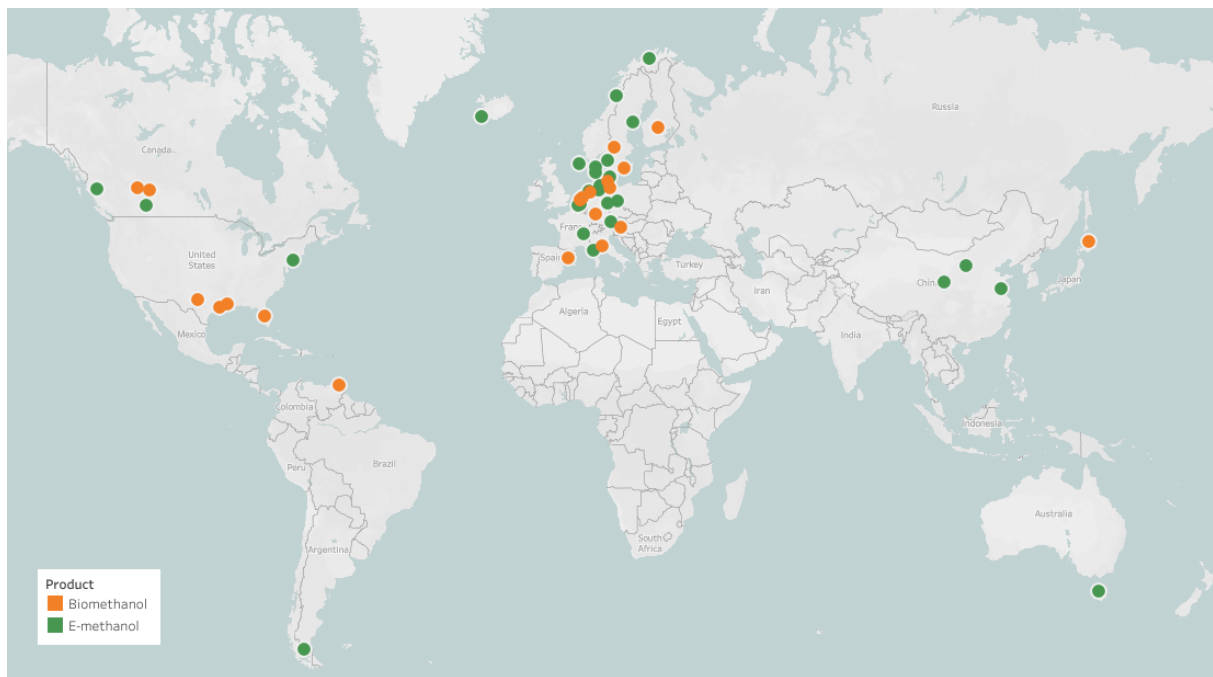 Russia
Canada
United
States
France
Spain
Turkey
Iran
China
Japan
Mexico
Algeria
Egypt
India
Colombia
Indonesia
Peru
Brazil
Australia
South
Africa
Argentina
Product
Biomethanol
E-methanol